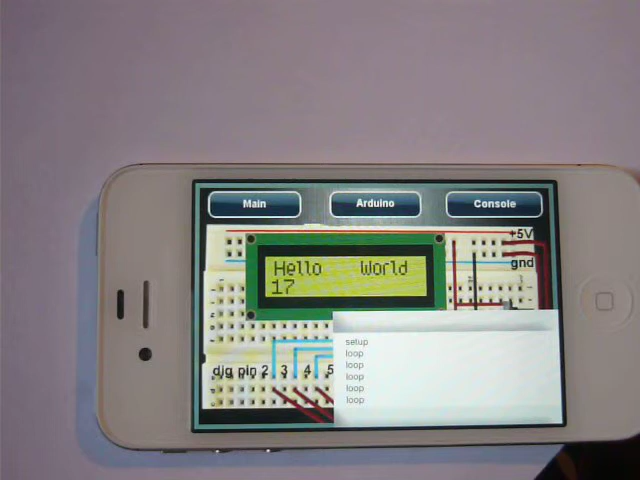 Main Arduino Console
+5V
Hello World
gnd
17
setup
loop
loop
loop
loop
loop
dig pin 2 3 4 5